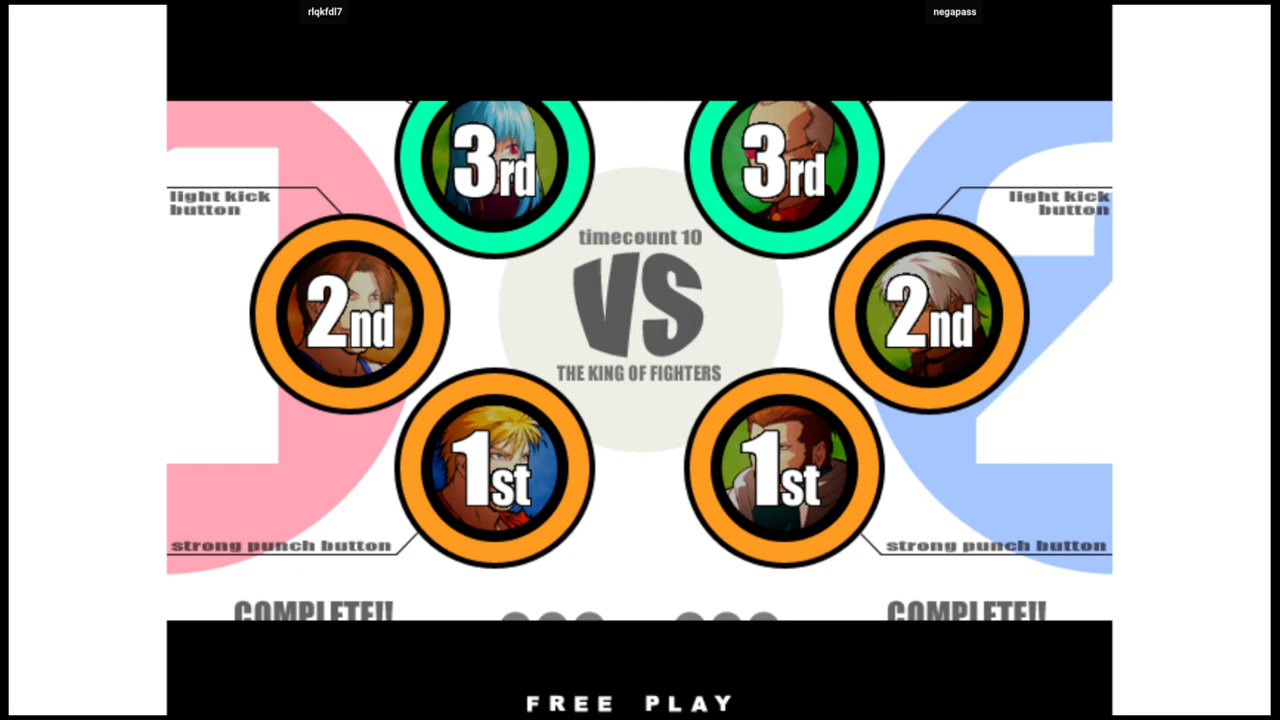 rlqkfdl7
negapass
3rd
3rd
light kick
button
light kick
button
timecount 10
VS
THE KING OF FIGHTERS
2nd
2nd
1st
1st
strong punch button
strong punch button
COMPLETE!!
COMPLETE!!
FREE PLAY